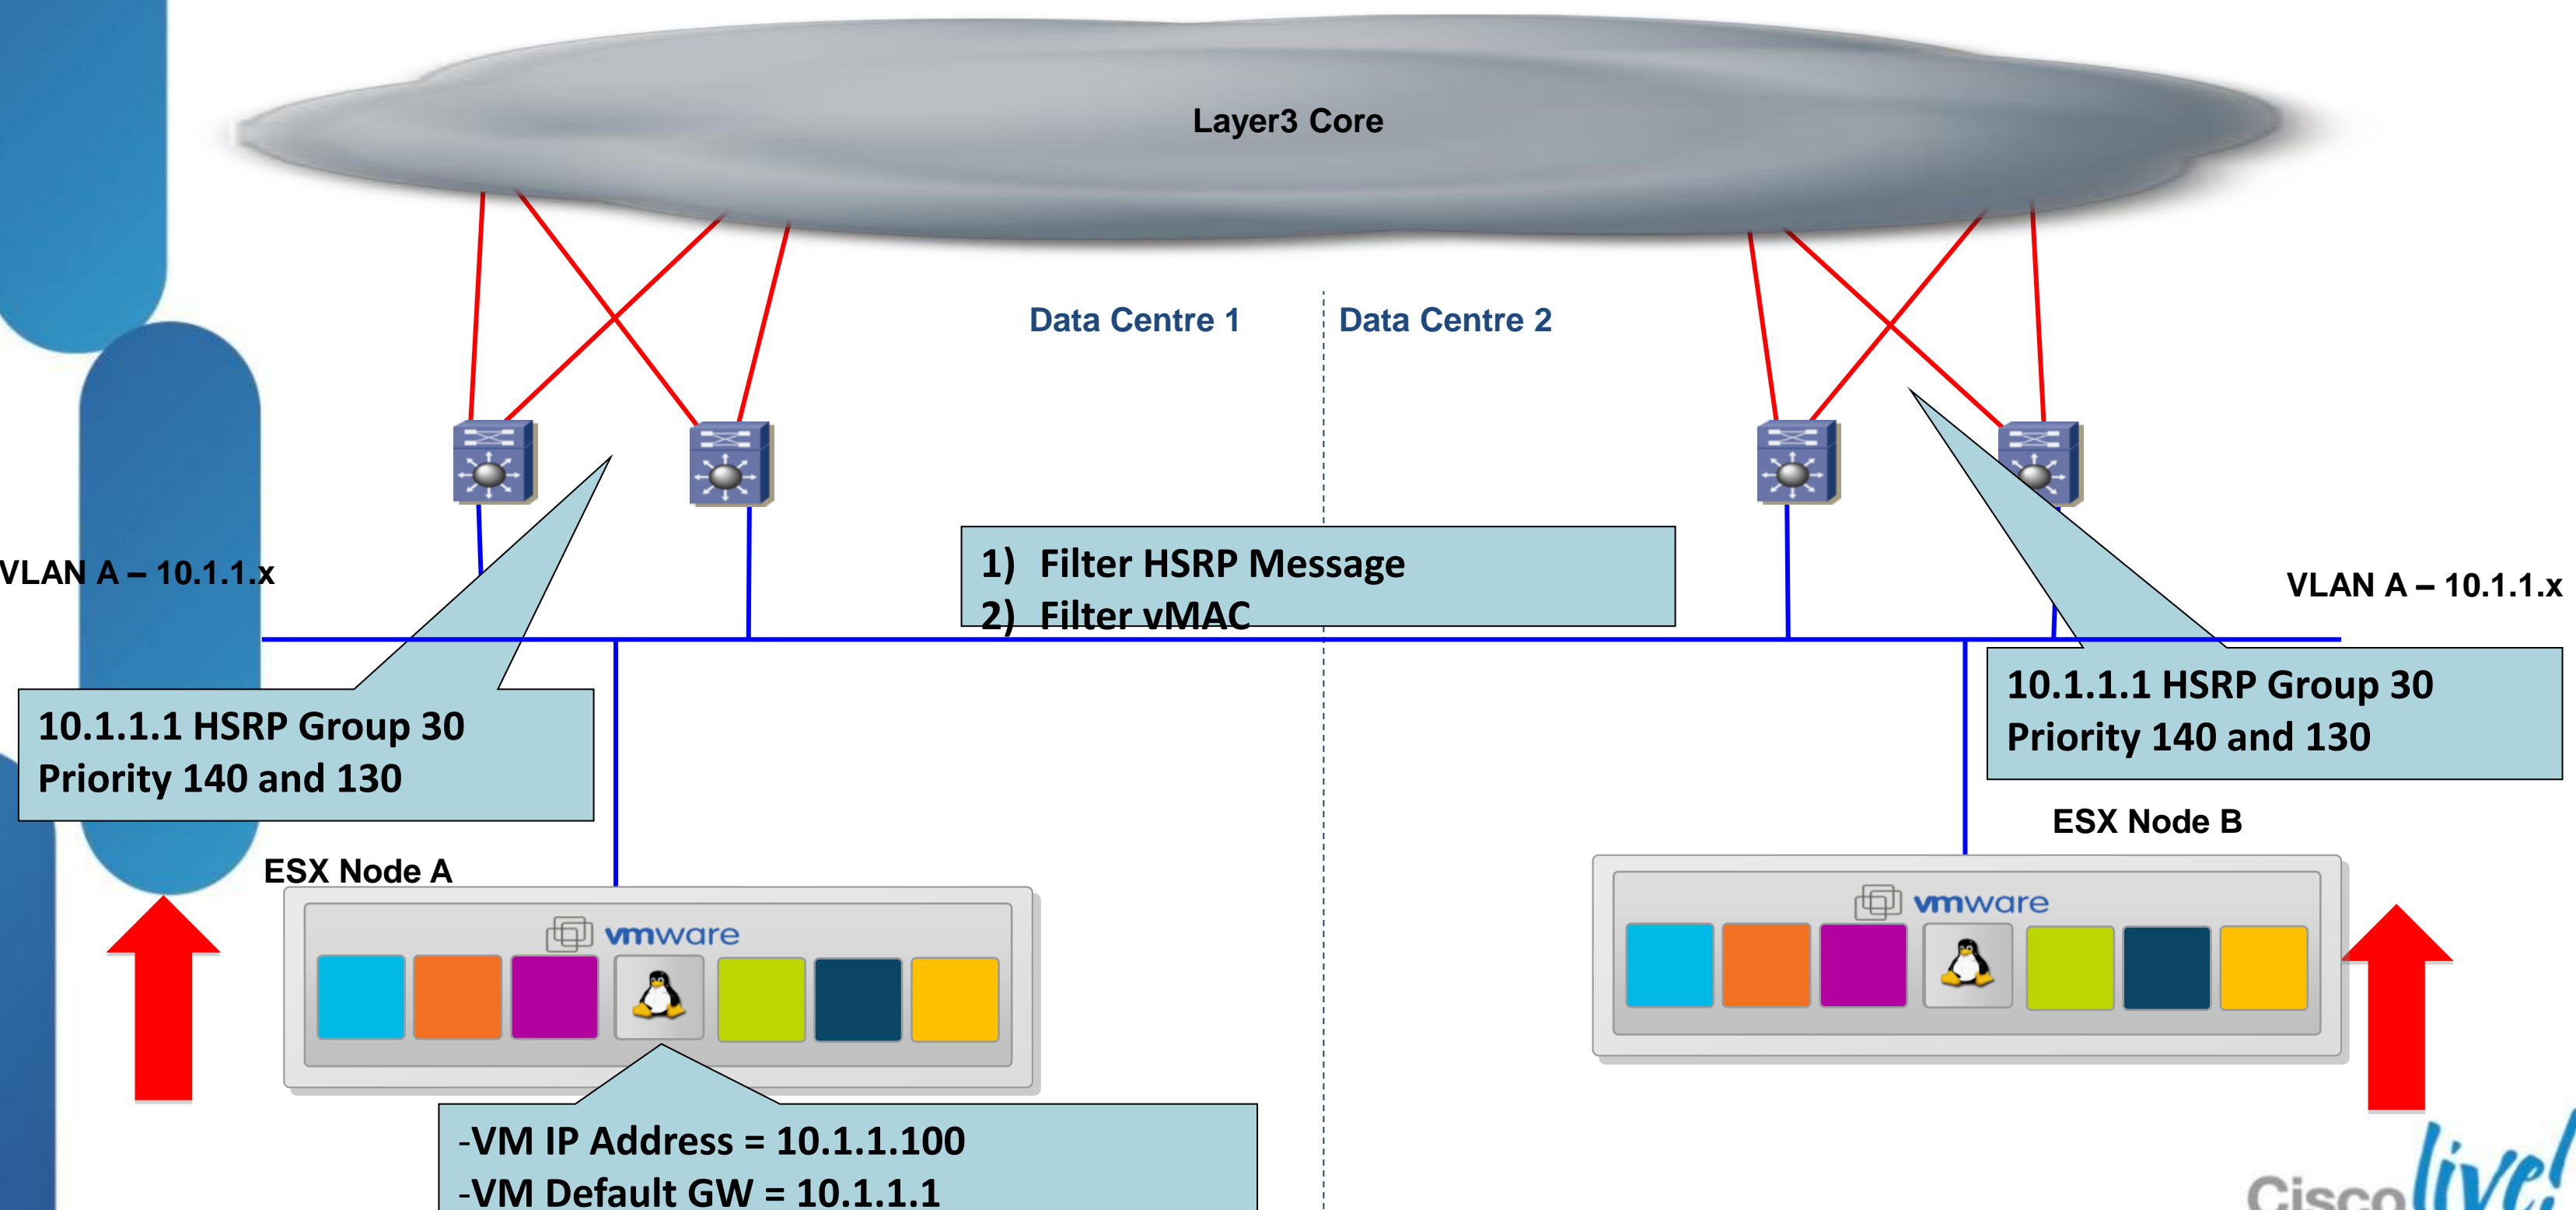 Layer3 Core
Data Centre 1
Data Centre 2
1) Filter HSRP Message
2) Filter vMAC
VLAN A – 10.1.1.x
VLAN A – 10.1.1.x
10.1.1.1 HSRP Group 30
Priority 140 and 130
10.1.1.1 HSRP Group 30
Priority 140 and 130
ESX Node B
ESX Node A
vmware
vmware
-VM IP Address = 10.1.1.100
-VM Default GW = 10.1.1.1
Cisco live!